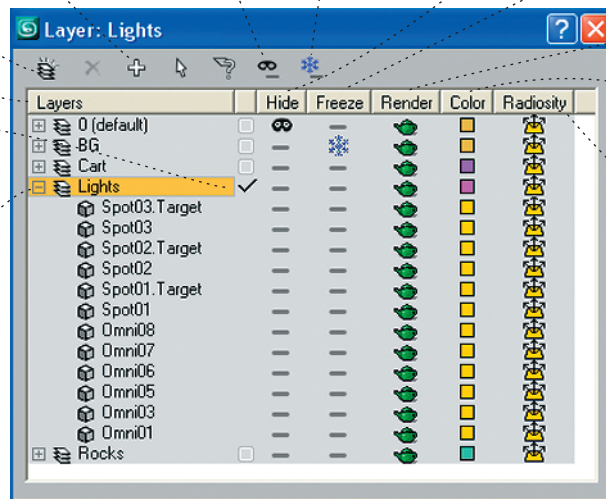 Layer: Lights
Layers Hide Freeze Render Color Radiosity
0 (default)
BG
Cart
Lights
Spot03.Target
Spot03
Spot02.Target
Spot02
Spot01.Target
Spot01
Omni08
Omni07
Omni06
Omni05
Omni03
Omni01
Rocks